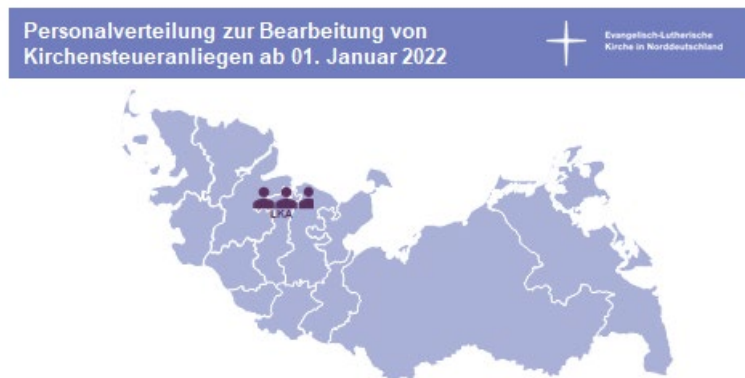 Personalverteilung zur Bearbeitung von
Kirchensteueranliegen ab 01. Januar 2022
Evangelisch-Lutherische
Kirche in Norddeutschland
LKA